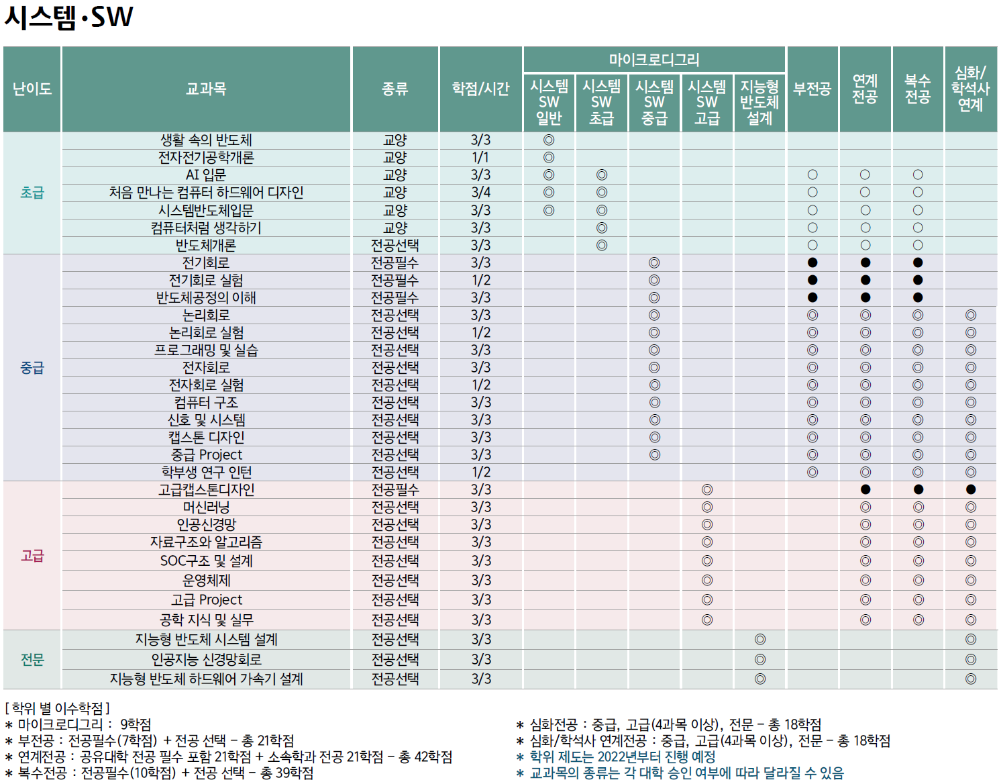 시스템·SW
난이도 교과목 종류 학점/시간 마이크로디그리 부전공 연계전공 복수전공 심화/학석사연계
시스템 SW 일반 시스템 SW 초급 시스템 SW 중급 시스템 SW 고급 지능형 반도체 설계
초급
생활 속의 반도체 교양 3/3 ◎
전자전기공학개론 교양 1/1 ◎
AI 입문 교양 3/3 ◎ ◎ ○ ○ ○
처음 만나는 컴퓨터 하드웨어 디자인 교양 3/4 ◎ ◎ ○ ○ ○
시스템반도체입문 교양 3/3 ◎ ◎ ○ ○ ○
컴퓨터처럼 생각하기 교양 3/3 ◎ ○ ○ ○
반도체개론 전공선택 3/3 ◎ ○ ○ ○
중급
전기회로 전공필수 3/3 ◎ ● ● ●
전기회로 실험 전공필수 1/2 ◎ ● ● ●
반도체공정의 이해 전공필수 3/3 ◎ ● ● ●
논리회로 전공선택 3/3 ◎ ◎ ◎ ◎ ◎
논리회로 실험 전공선택 1/2 ◎ ◎ ◎ ◎ ◎
프로그래밍 및 실습 전공선택 3/3 ◎ ◎ ◎ ◎ ◎
전자회로 전공선택 3/3 ◎ ◎ ◎ ◎ ◎
전자회로 실험 전공선택 1/2 ◎ ◎ ◎ ◎ ◎
컴퓨터 구조 전공선택 3/3 ◎ ◎ ◎ ◎ ◎
신호 및 시스템 전공선택 3/3 ◎ ◎ ◎ ◎ ◎
캡스톤 디자인 전공선택 3/3 ◎ ◎ ◎ ◎ ◎
중급 Project 전공선택 3/3 ◎ ◎ ◎ ◎ ◎
학부생 연구 인턴 전공선택 1/2 ◎ ◎ ◎ ◎
고급
고급캡스톤디자인 전공필수 3/3 ◎ ● ● ●
머신러닝 전공선택 3/3 ◎ ◎ ◎ ◎
인공신경망 전공선택 3/3 ◎ ◎ ◎ ◎
자료구조와 알고리즘 전공선택 3/3 ◎ ◎ ◎ ◎
SOC구조 및 설계 전공선택 3/3 ◎ ◎ ◎ ◎
운영체제 전공선택 3/3 ◎ ◎ ◎ ◎
고급 Project 전공선택 3/3 ◎ ◎ ◎ ◎
공학 지식 및 실무 전공선택 3/3 ◎ ◎ ◎ ◎
전문
지능형 반도체 시스템 설계 전공선택 3/3 ◎ ◎
인공지능 신경망회로 전공선택 3/3 ◎ ◎
지능형 반도체 하드웨어 가속기 설계 전공선택 3/3 ◎ ◎
[ 학위 별 이수학점 ]
* 마이크로디그리 : 9학점
* 부전공 : 전공필수(7학점) + 전공 선택 - 총 21학점
* 연계전공 : 공유대학 전공 필수 포함 21학점 + 소속학과 전공 21학점 - 총 42학점
* 복수전공 : 전공필수(10학점) + 전공 선택 - 총 39학점
* 심화전공 : 중급, 고급(4과목 이상), 전문 - 총 18학점
* 심화/학석사 연계전공 : 중급, 고급(4과목 이상), 전문 - 총 18학점
* 학위 제도는 2022년부터 진행 예정
* 교과목의 종류는 각 대학 승인 여부에 따라 달라질 수 있음